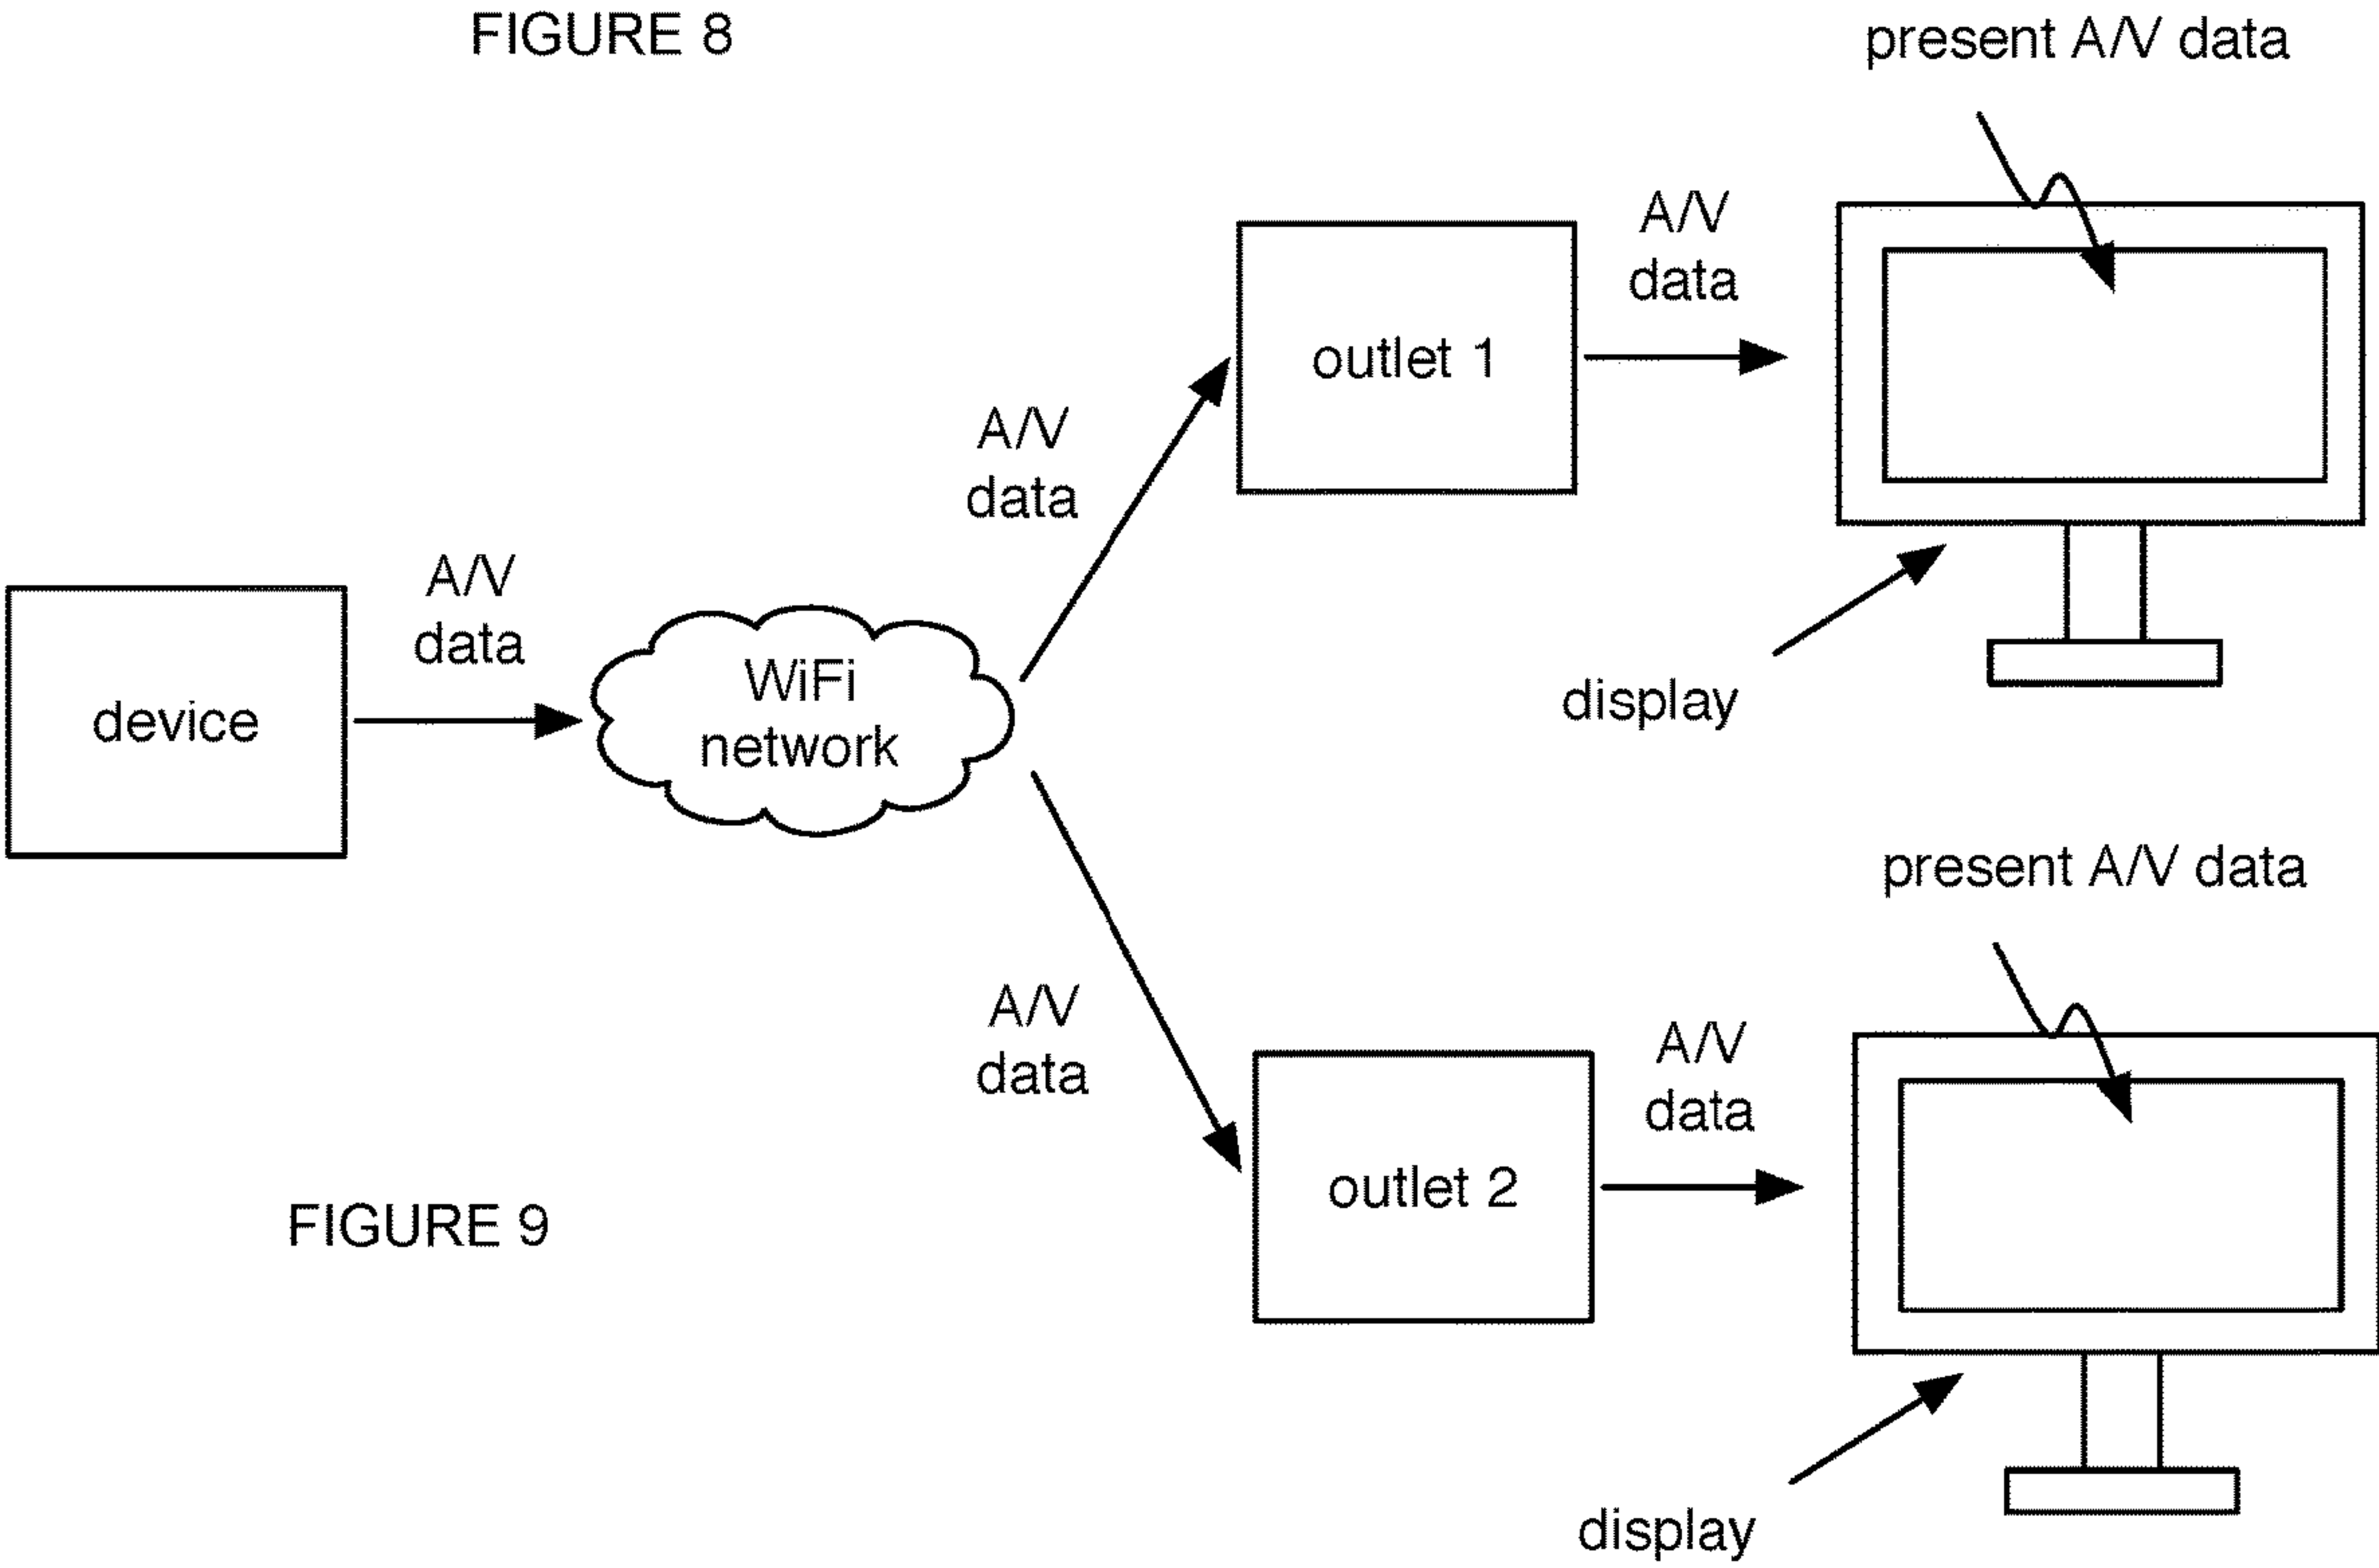 FIGURE 8
present A/V data
A/V
data
outlet 1
A/V
data
display
A/V
data
device
WiFi
network
present A/V data
A/V
data
A/V
data
outlet 2
display
FIGURE 9